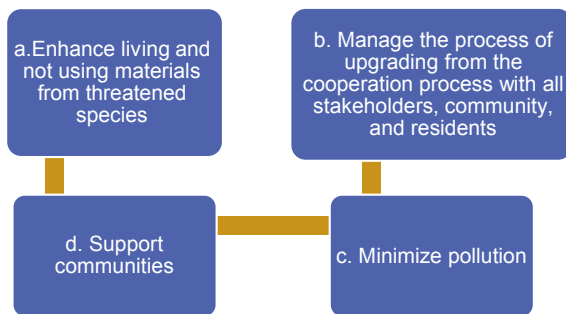 a.Enhance living and
not using materials
from threatened
species
b. Manage the process of
upgrading from the
cooperation process with all
stakeholders, community,
and residents
d. Support
communities
c. Minimize pollution